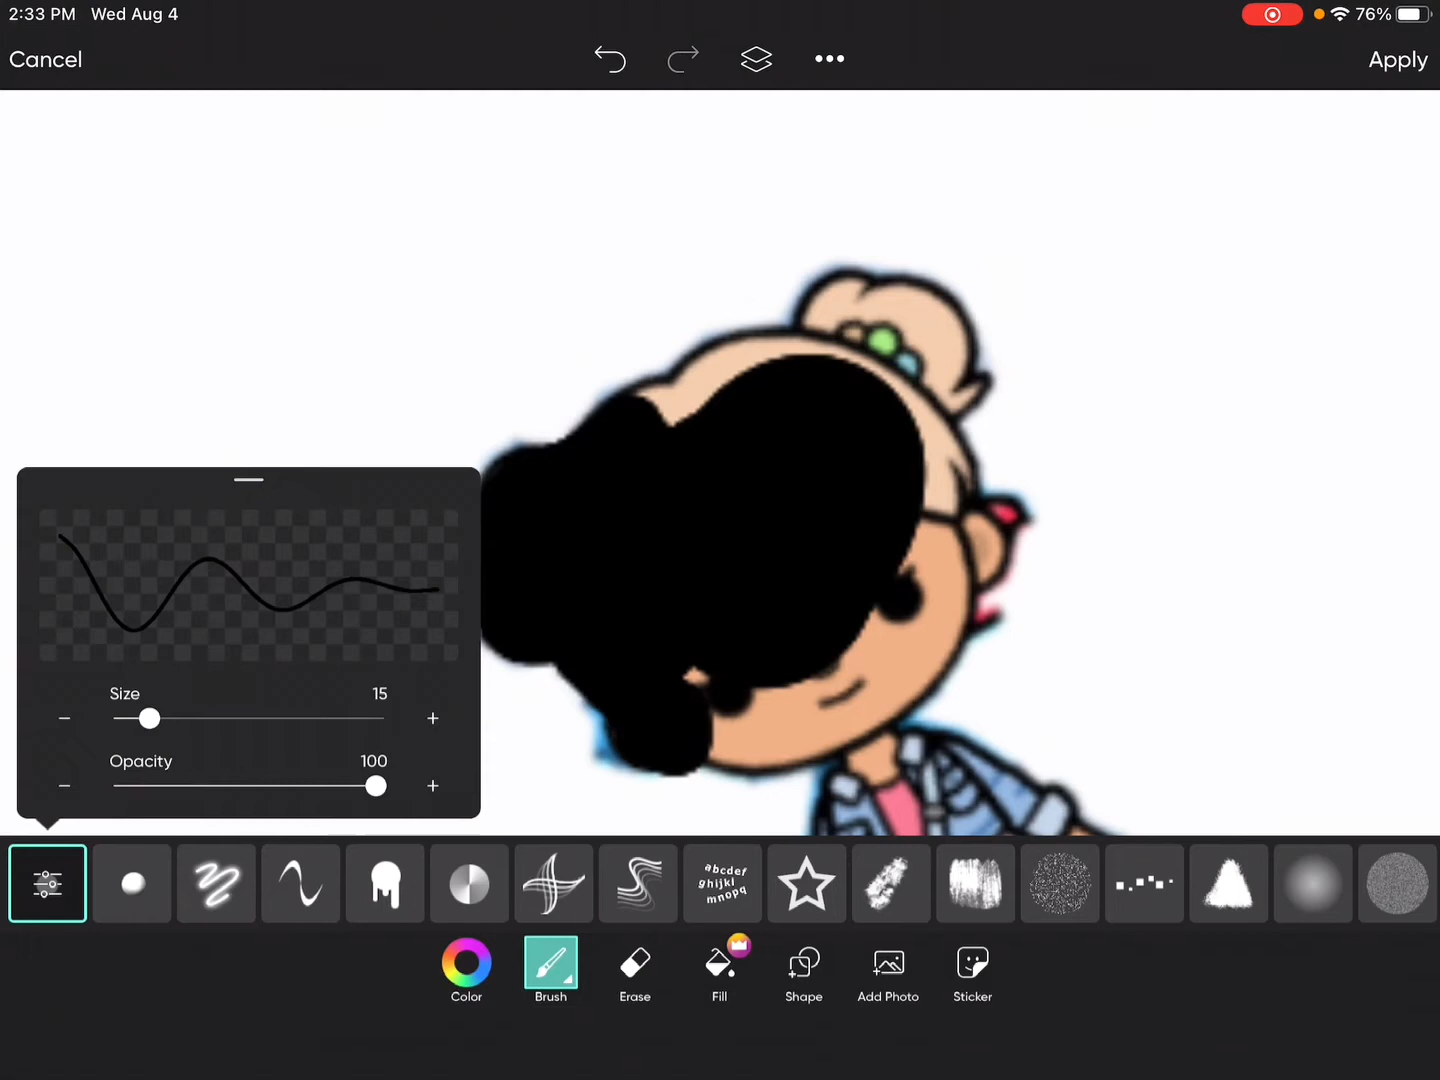 2:33 PM Wed Aug 4
76%
Cancel
Apply
Size 15
Opacity 100
abcdef
ghijkl
mnopq
Color Brush Erase Fill Shape Add Photo Sticker